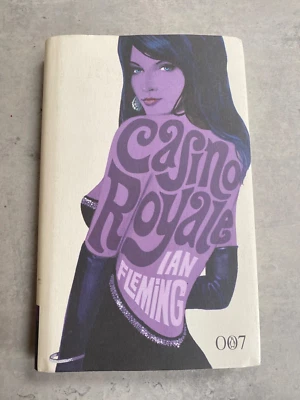 Casino
Royale
IAN
FLEMING
007